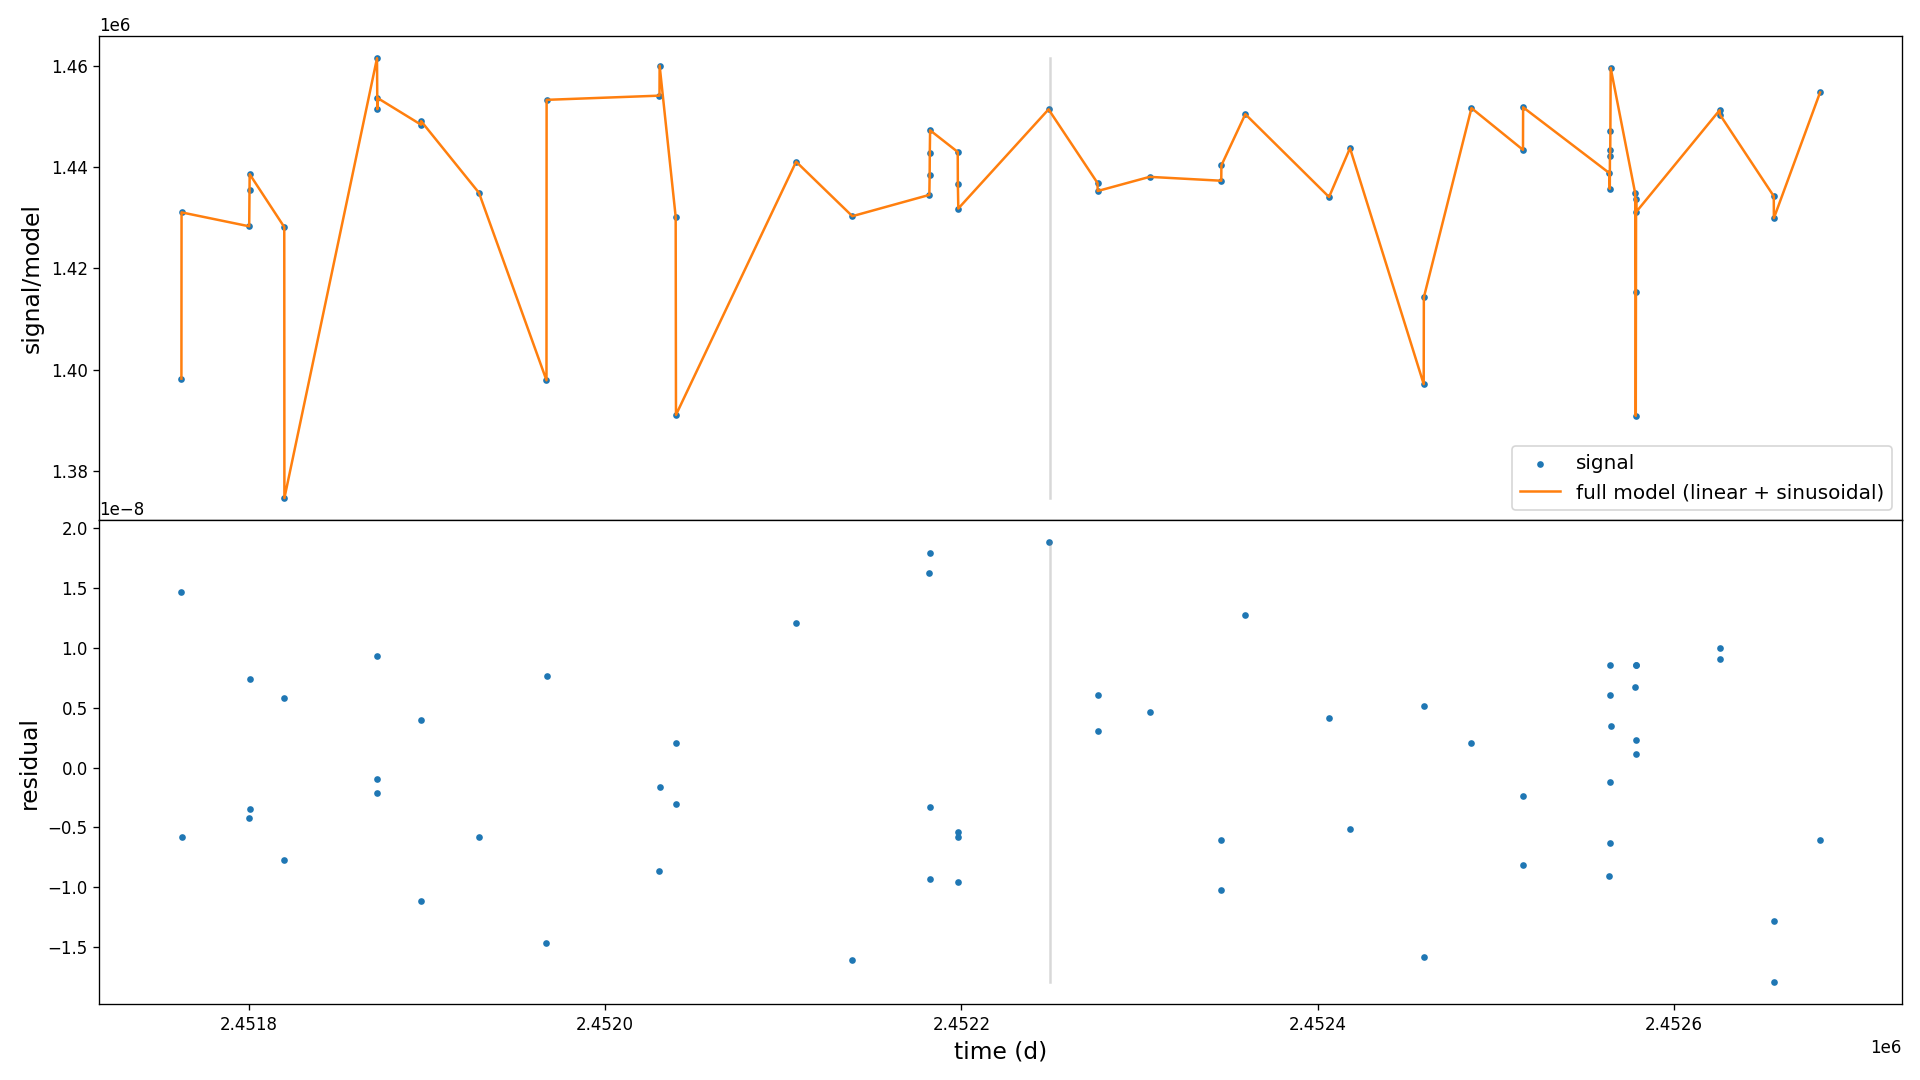 1e6
1.46
1.44
1.42
1.40
1.38
signal/model
signal
full model (linear + sinusoidal)
1e−8
2.0
1.5
1.0
0.5
0.0
−0.5
−1.0
−1.5
residual
2.4518
2.4520
2.4522
2.4524
2.4526
1e6
time (d)